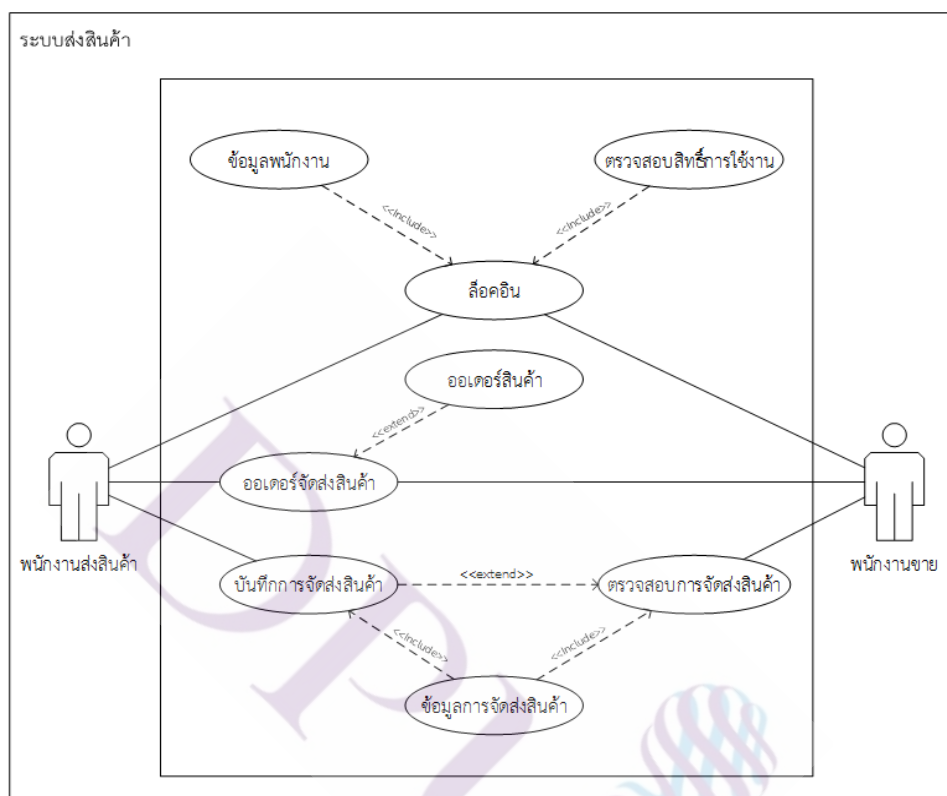 ระบบส่งสินค้า
ข้อมูลพนักงาน
ตรวจสอบสิทธิ์การใช้งาน
<<include>>
<<include>>
ล็อคอิน
ออเดอร์สินค้า
<<extend>>
ออเดอร์จัดส่งสินค้า
พนักงานส่งสินค้า
พนักงานขาย
บันทึกการจัดส่งสินค้า
<<extend>>
ตรวจสอบการจัดส่งสินค้า
<<include>>
<<include>>
ข้อมูลการจัดส่งสินค้า